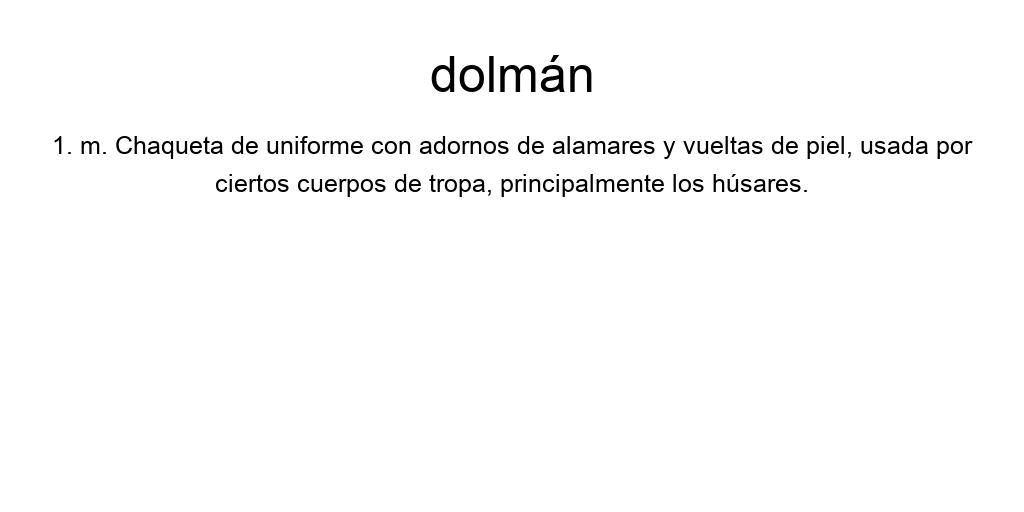 dolmán
1. m. Chaqueta de uniforme con adornos de alamares y vueltas de piel, usada por
ciertos cuerpos de tropa, principalmente los húsares.